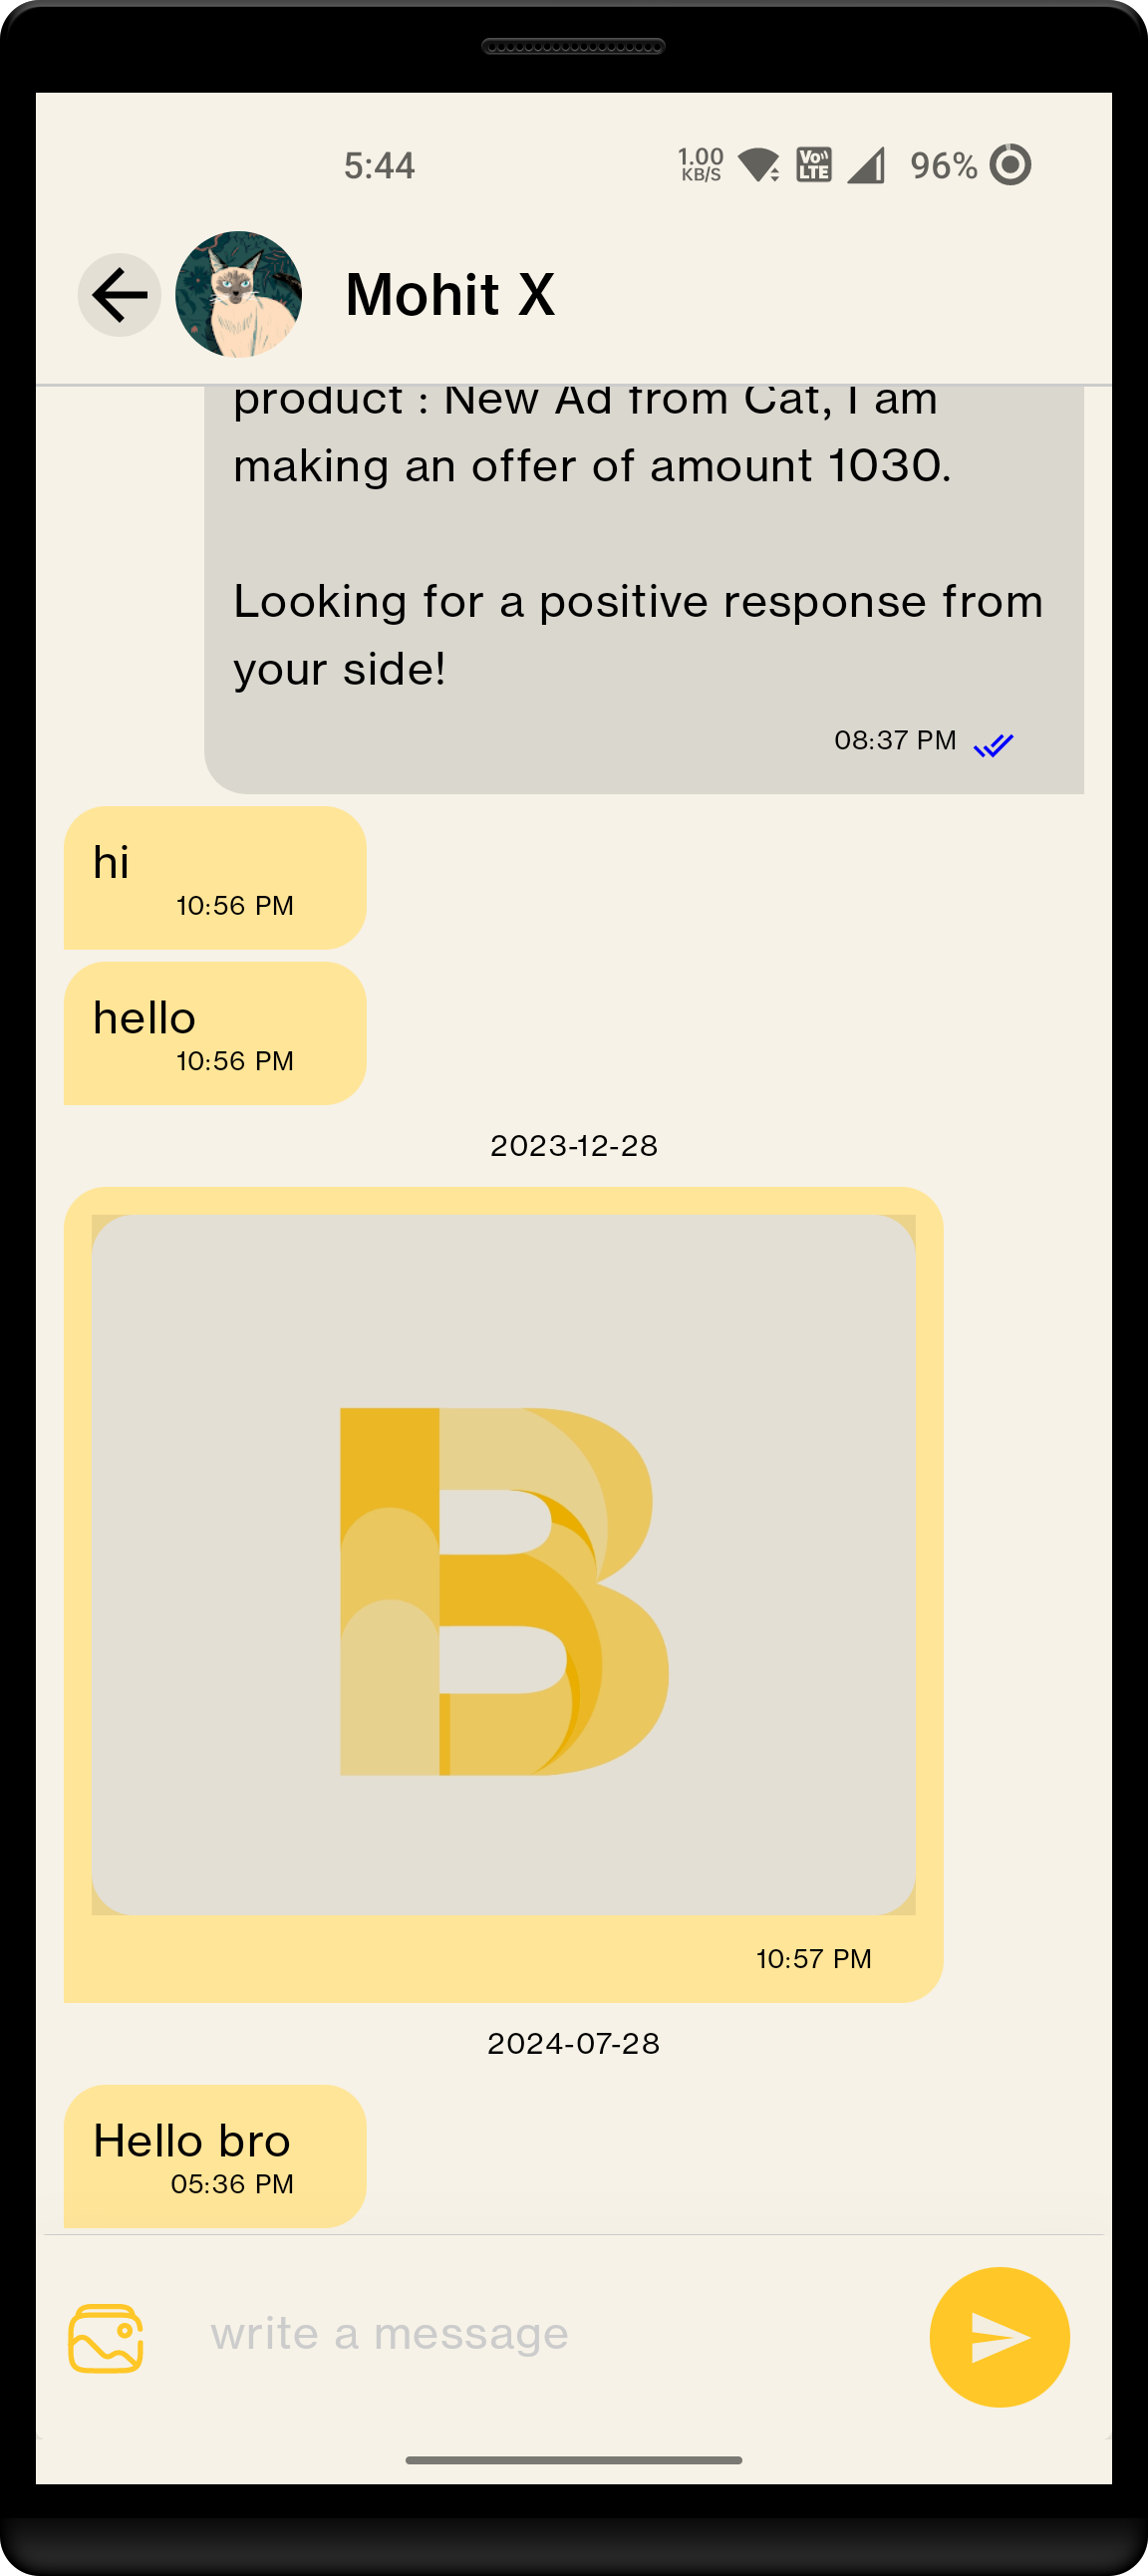 5:44
1.00
KB/S
Vo
LTE
96%
Mohit X
product : New Ad from Cat, I am
making an offer of amount 1030.
Looking for a positive response from
your side!
08:37 PM
hi
10:56 PM
hello
10:56 PM
2023-12-28
B
10:57 PM
2024-07-28
Hello bro
05:36 PM
write a message